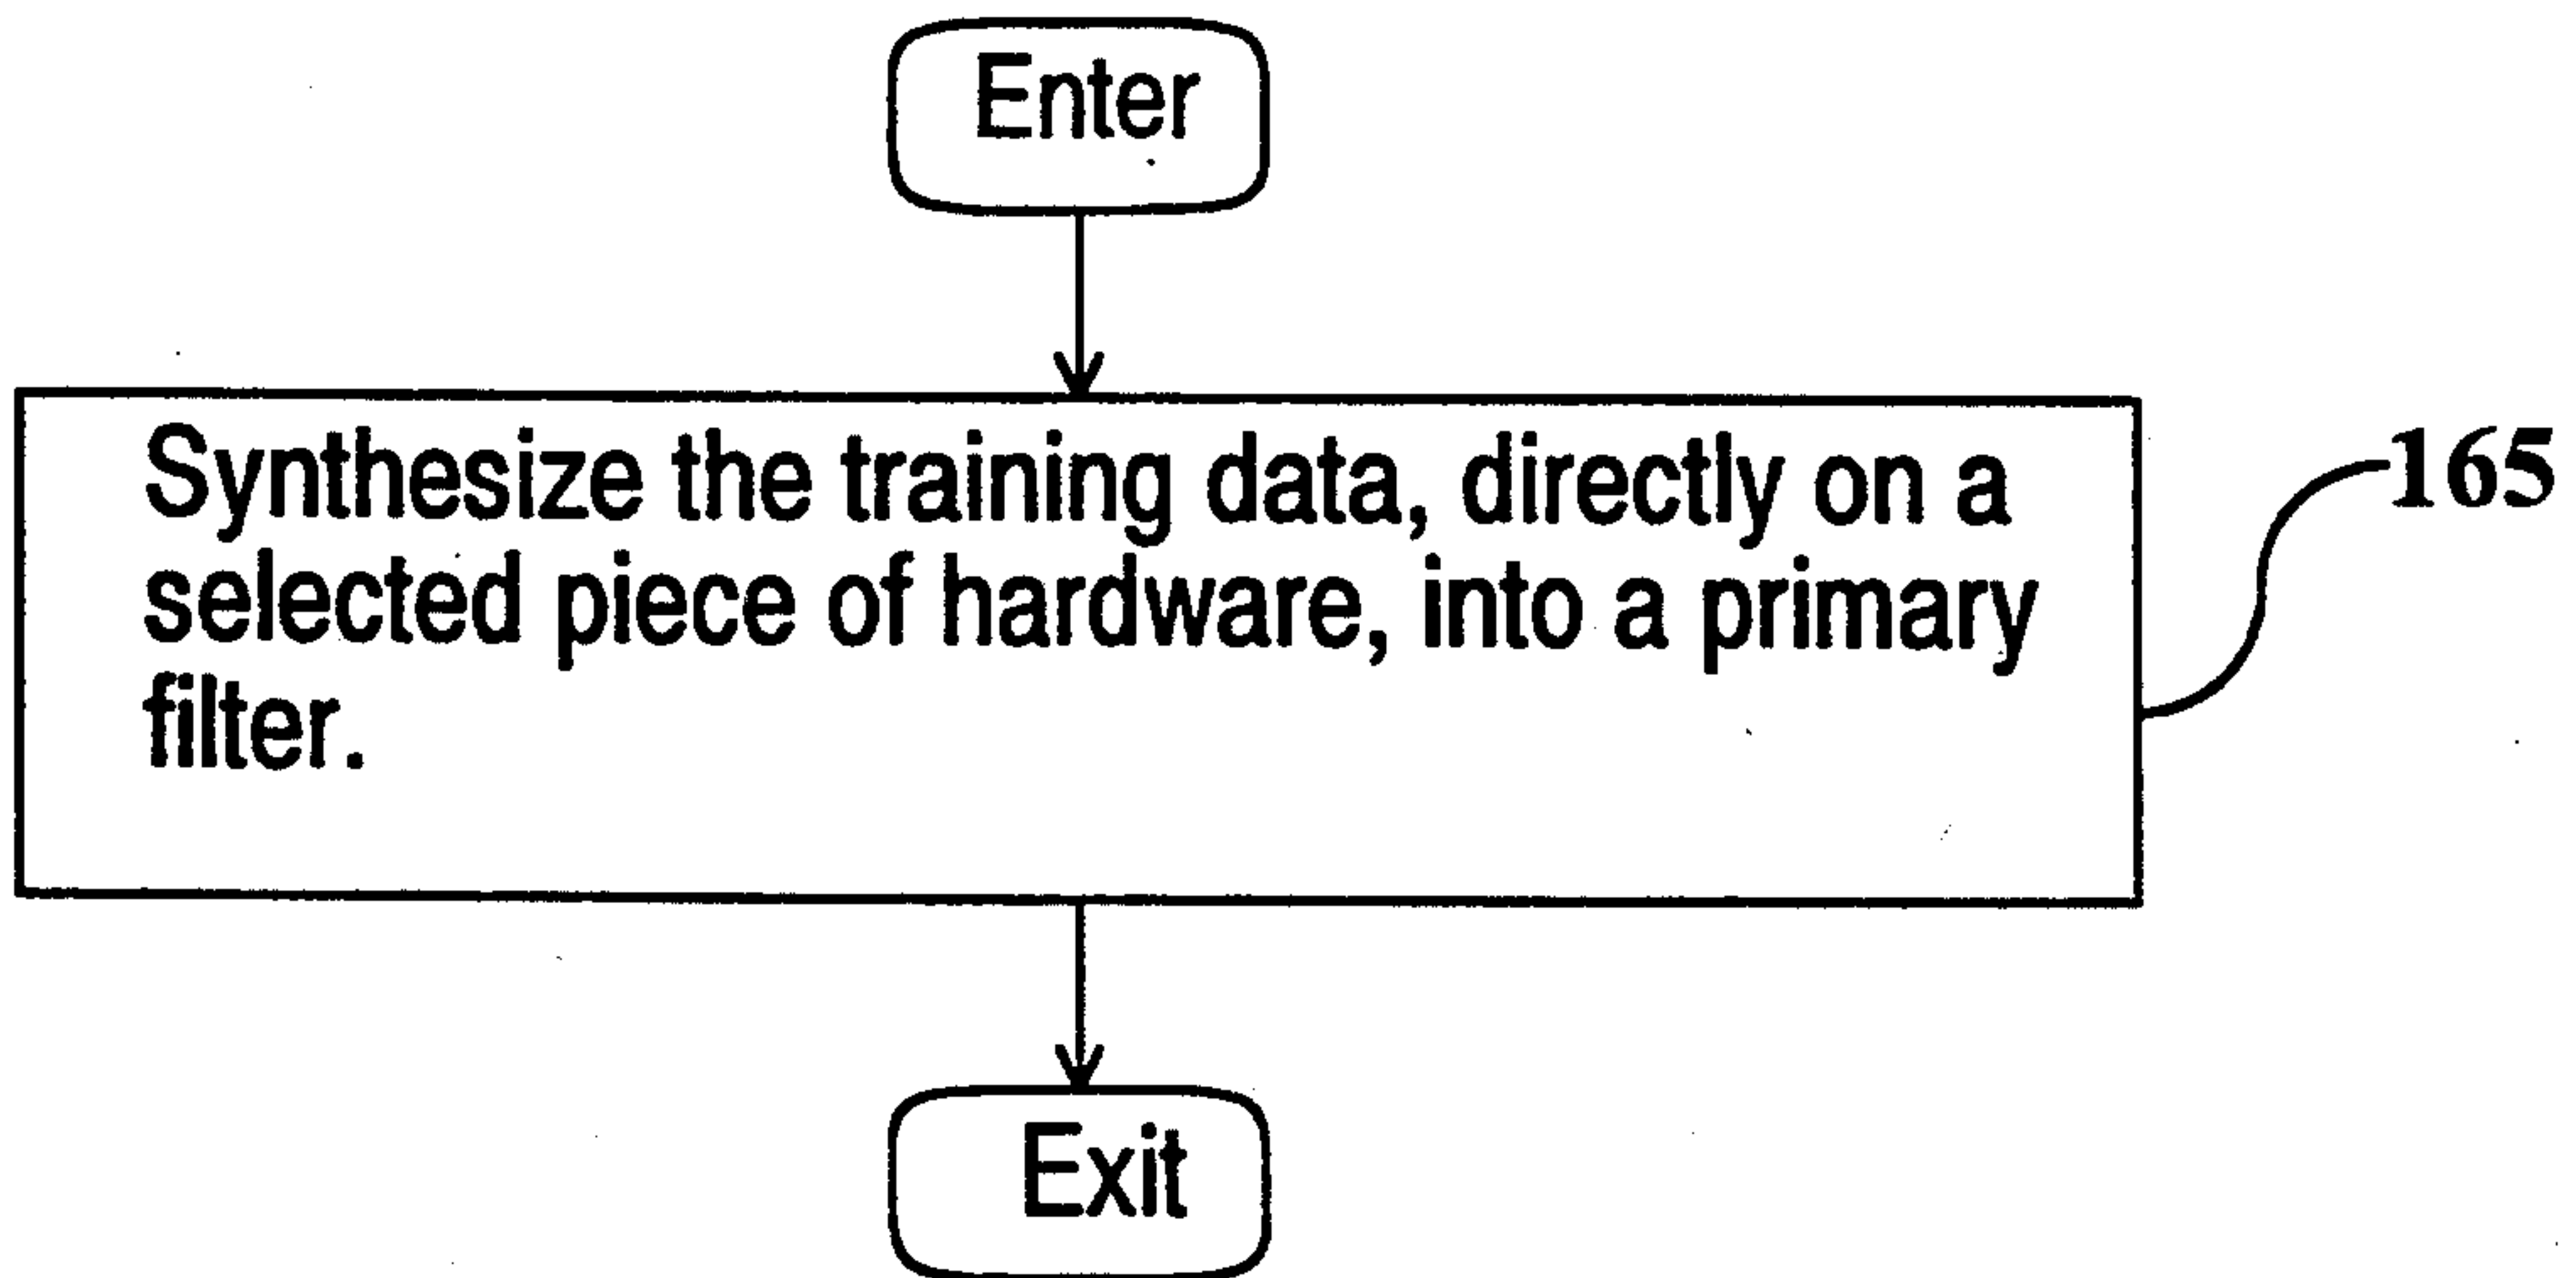 Enter
Synthesize the training data, directly on a
selected piece of hardware, into a primary
filter.
165
Exit